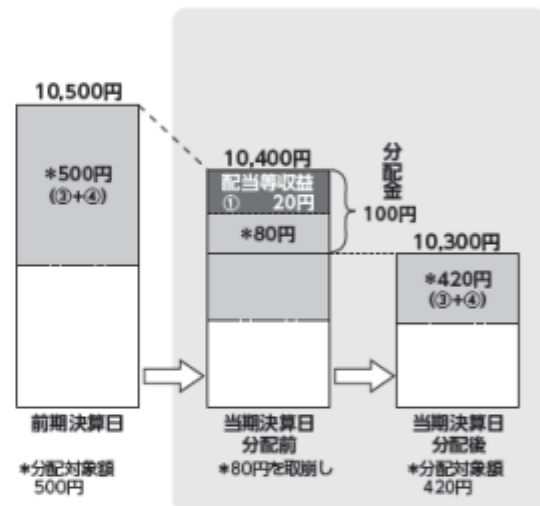 10,500円
*500円
(③+④)
前期決算日
*分配対象額
500円
10,400円
配当等収益
① 20円
*80円
分配金
100円
当期決算日
分配前
*80円を取崩し
10,300円
*420円
(③+④)
当期決算日
分配後
*分配対象額
420円